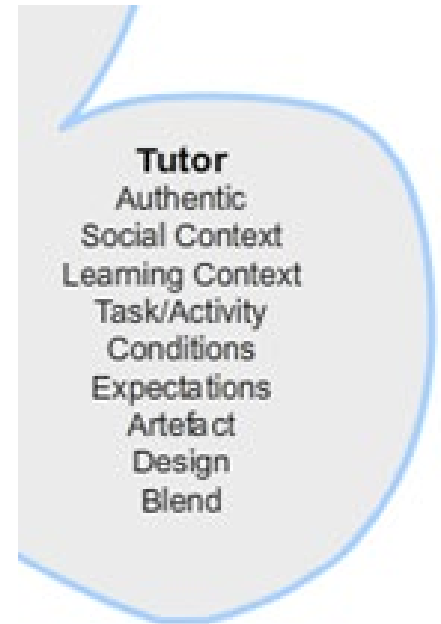 Tutor
Authentic
Social Context
Learning Context
Task/Activity
Conditions
Expectations
Artefact
Design
Blend